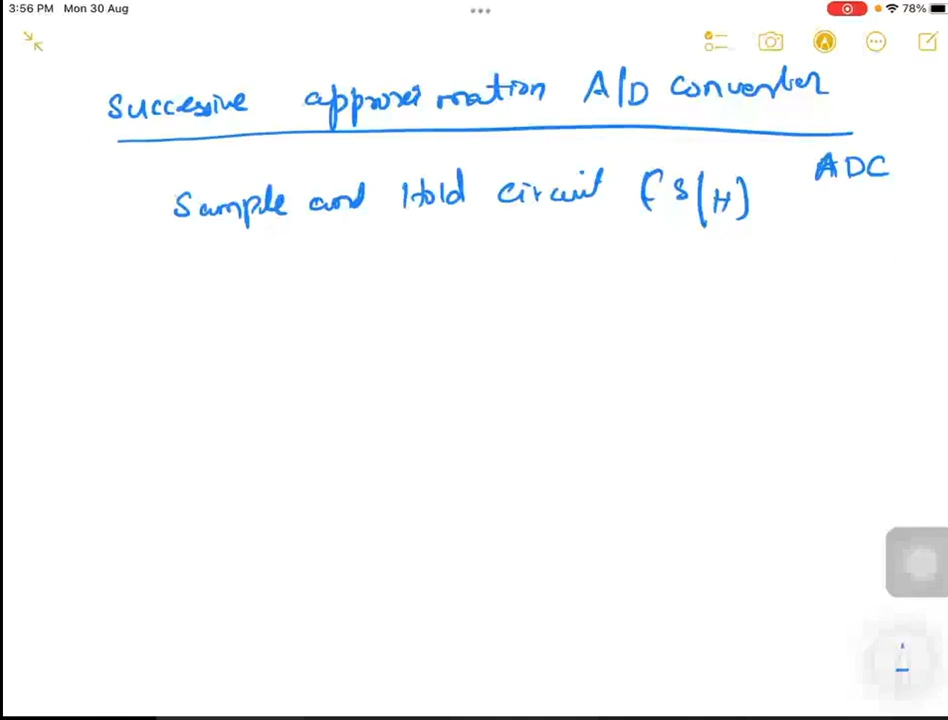 3:56 PM Mon 30 Aug 78%
Successive approximation A/D converter
ADC
Sample and Hold circuit (S/H)